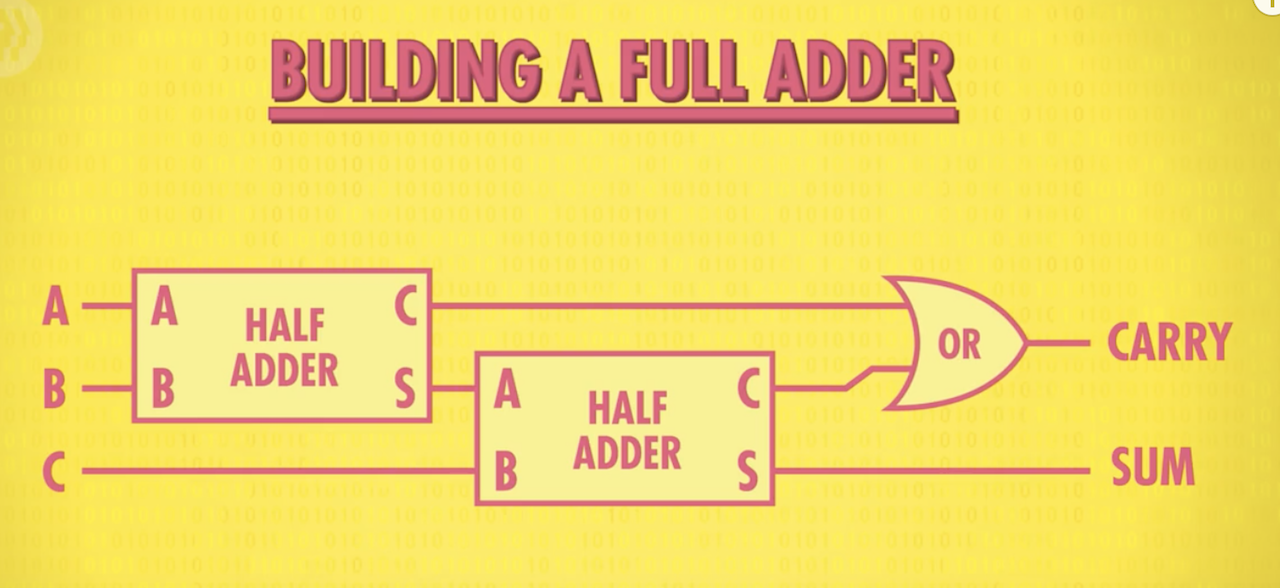 BUILDING A FULL ADDER
A
B
C
A
B
HALF
ADDER
C
S
A
B
HALF
ADDER
C
S
OR
CARRY
SUM